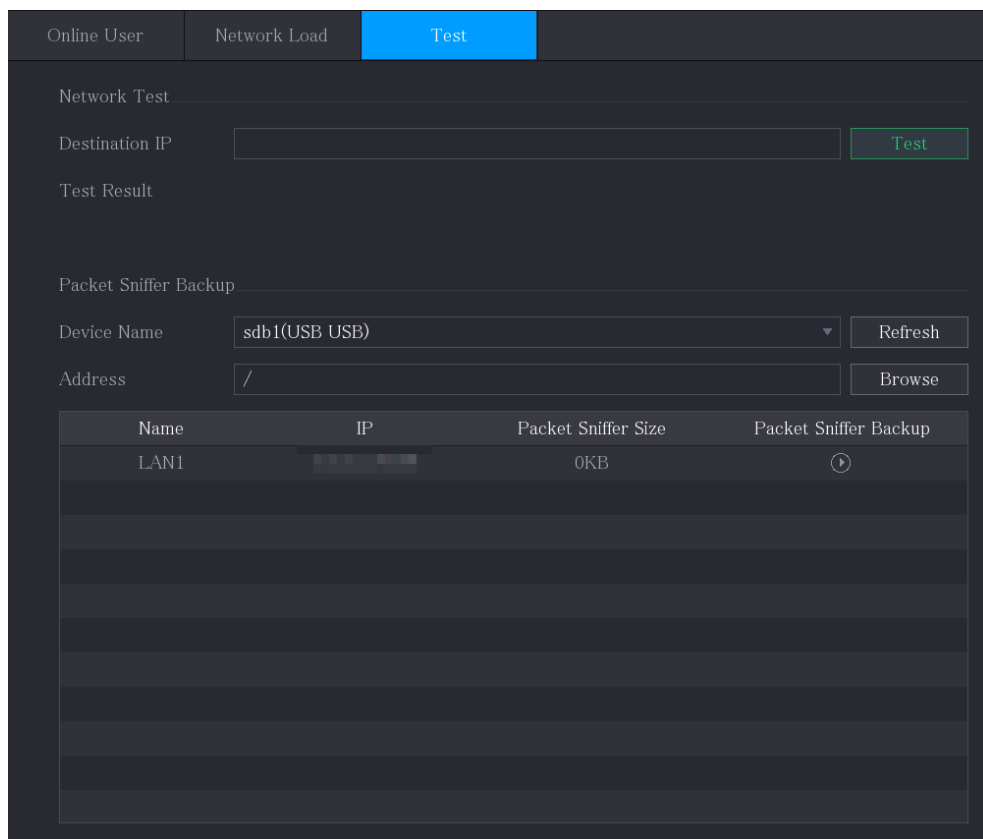 Online User Network Load Test
Network Test
Destination IP Test
Test Result
Packet Sniffer Backup
Device Name sdb1(USB USB) Refresh
Address / Browse
Name IP Packet Sniffer Size Packet Sniffer Backup
LAN1 0KB